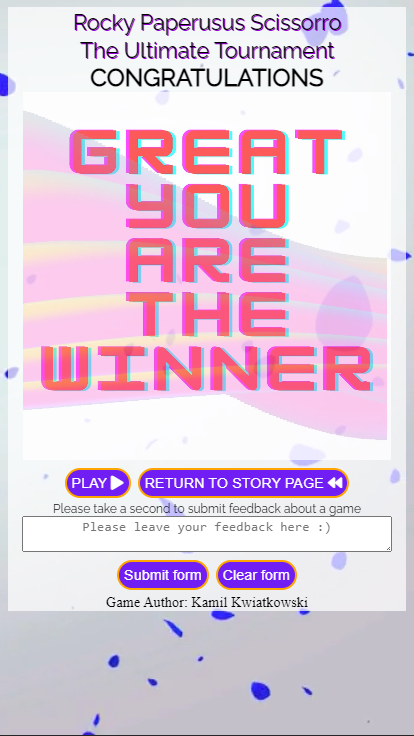 Rocky Paperusus Scissorro
The Ultimate Tournament
CONGRATULATIONS
GREAT
YOU
ARE
THE
WINNER
PLAY RETURN TO STORY PAGE
Please take a second to submit feedback about a game
Please leave your feedback here :)
Submit form Clear form
Game Author: Kamil Kwiatkowski